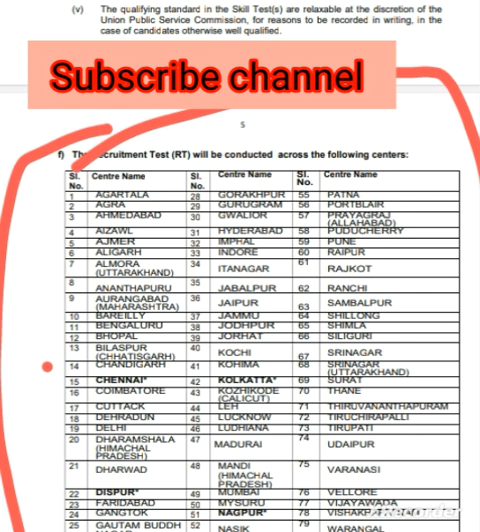 (v) The qualifying standard in the Skill Test(s) are relaxable at the discretion of the
Union Public Service Commission, for reasons to be recorded in writing, in the
case of candidates otherwise well qualified.
Subscribe channel
5
f) The recruitment Test (RT) will be conducted across the following centers:
Sl. No. Centre Name Sl. No. Centre Name Sl. No. Centre Name
1 AGARTALA 28 GORAKHPUR 55 PATNA
2 AGRA 29 GURUGRAM 56 PORTBLAIR
3 AHMEDABAD 30 GWALIOR 57 PRAYAGRAJ (ALLAHABAD)
4 AIZAWL 31 HYDERABAD 58 PUDUCHERRY
5 AJMER 32 IMPHAL 59 PUNE
6 ALIGARH 33 INDORE 60 RAIPUR
7 ALMORA (UTTARAKHAND) 34 ITANAGAR 61 RAJKOT
8 ANANTHAPURU 35 JABALPUR 62 RANCHI
9 AURANGABAD (MAHARASHTRA) 36 JAIPUR 63 SAMBALPUR
10 BAREILLY 37 JAMMU 64 SHILLONG
11 BENGALURU 38 JODHPUR 65 SHIMLA
12 BHOPAL 39 JORHAT 66 SILIGURI
13 BILASPUR (CHHATISGARH) 40 KOCHI 67 SRINAGAR
14 CHANDIGARH 41 KOHIMA 68 SRINAGAR (UTTARAKHAND)
15 CHENNAI* 42 KOLKATTA* 69 SURAT
16 COIMBATORE 43 KOZHIKODE (CALICUT) 70 THANE
17 CUTTACK 44 LEH 71 THIRUVANANTHAPURAM
18 DEHRADUN 45 LUCKNOW 72 TIRUCHIRAPALLI
19 DELHI 46 LUDHIANA 73 TIRUPATI
20 DHARAMSHALA (HIMACHAL PRADESH) 47 MADURAI 74 UDAIPUR
21 DHARWAD 48 MANDI (HIMACHAL PRADESH) 75 VARANASI
22 DISPUR* 49 MUMBAI 76 VELLORE
23 FARIDABAD 50 MYSURU 77 VIJAYAWADA
24 GANGTOK 51 NAGPUR* 78
25 GAUTAM BUDDH 52 NASIK 79 WARANGAL